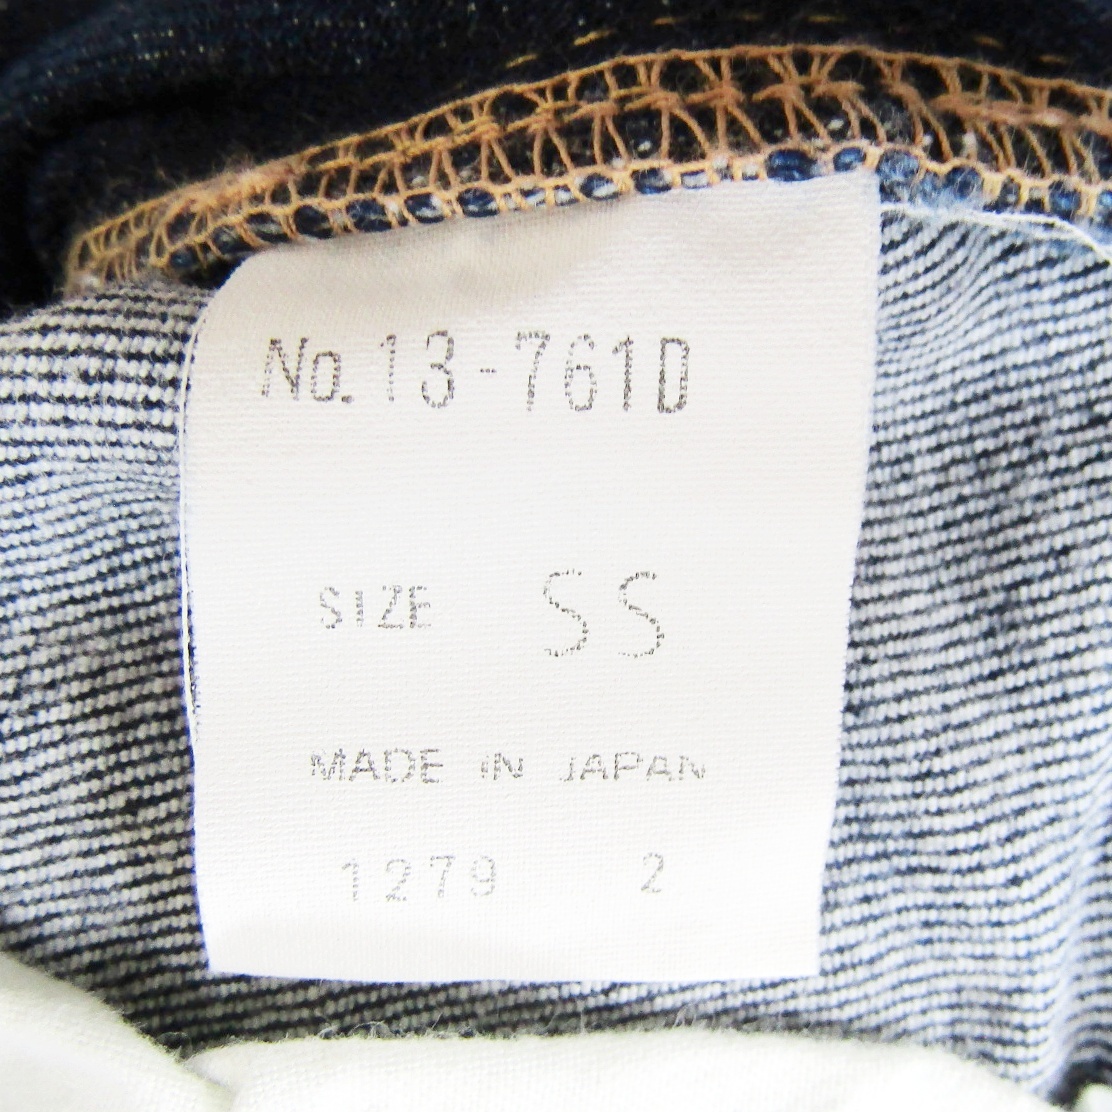 No. 13-761D
SIZE SS
MADE IN JAPAN
1279 2